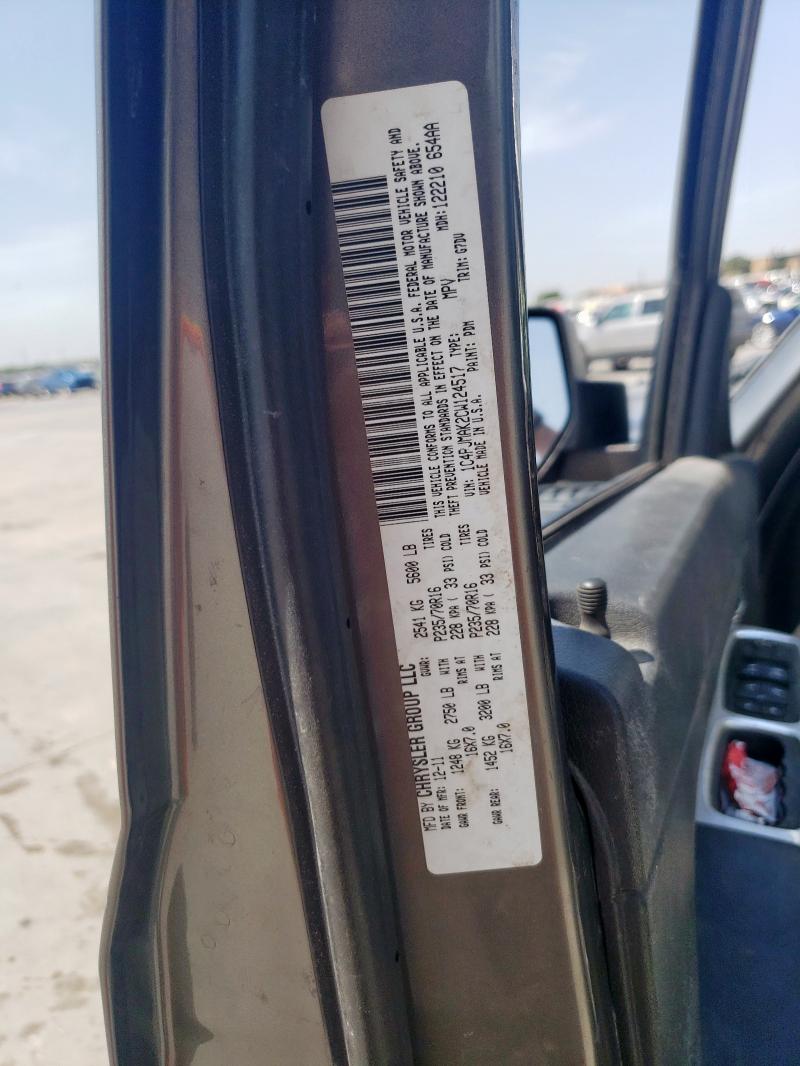 MFD BY CHRYSLER GROUP LLC
DATE OF MFR: 12-11 GVWR: 2541 KG 5600 LB
GAWR FRONT: 1248 KG 2750 LB WITH P235/70R16 TIRES
16X7.0 RIMS AT 228 KPA ( 33 PSI) COLD
GAWR REAR: 1452 KG 3200 LB WITH P235/70R16 TIRES
16X7.0 RIMS AT 228 KPA ( 33 PSI) COLD
THIS VEHICLE CONFORMS TO ALL APPLICABLE U.S.A. FEDERAL MOTOR VEHICLE SAFETY AND
THEFT PREVENTION STANDARDS IN EFFECT ON THE DATE OF MANUFACTURE SHOWN ABOVE.
VIN: 1C4PJMAK2CW124517 TYPE: MPV MDH:122210 654AA
VEHICLE MADE IN U.S.A. PAINT: PDM TRIM: G7DV